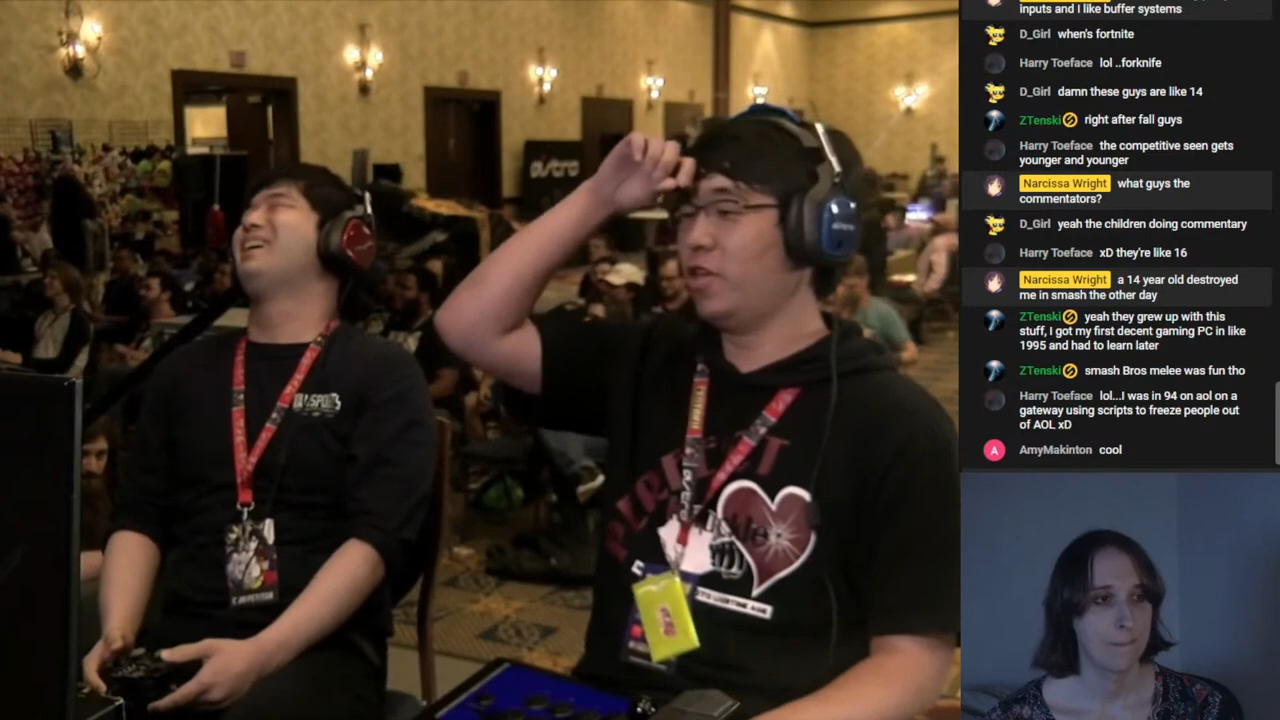 inputs and I like buffer systems
D_Girl when's fortnite
Harry Toeface lol ..forknife
D_Girl damn these guys are like 14
ZTenski right after fall guys
Harry Toeface the competitive seen gets
younger and younger
Narcissa Wright what guys the
commentators?
D_Girl yeah the children doing commentary
Harry Toeface xD they're like 16
Narcissa Wright a 14 year old destroyed
me in smash the other day
ZTenski yeah they grew up with this
stuff, I got my first decent gaming PC in like
1995 and had to learn later
ZTenski smash Bros melee was fun tho
Harry Toeface lol...I was in 94 on aol on a
gateway using scripts to freeze people out
of AOL xD
A AmyMakinton cool
astro
PERFECT